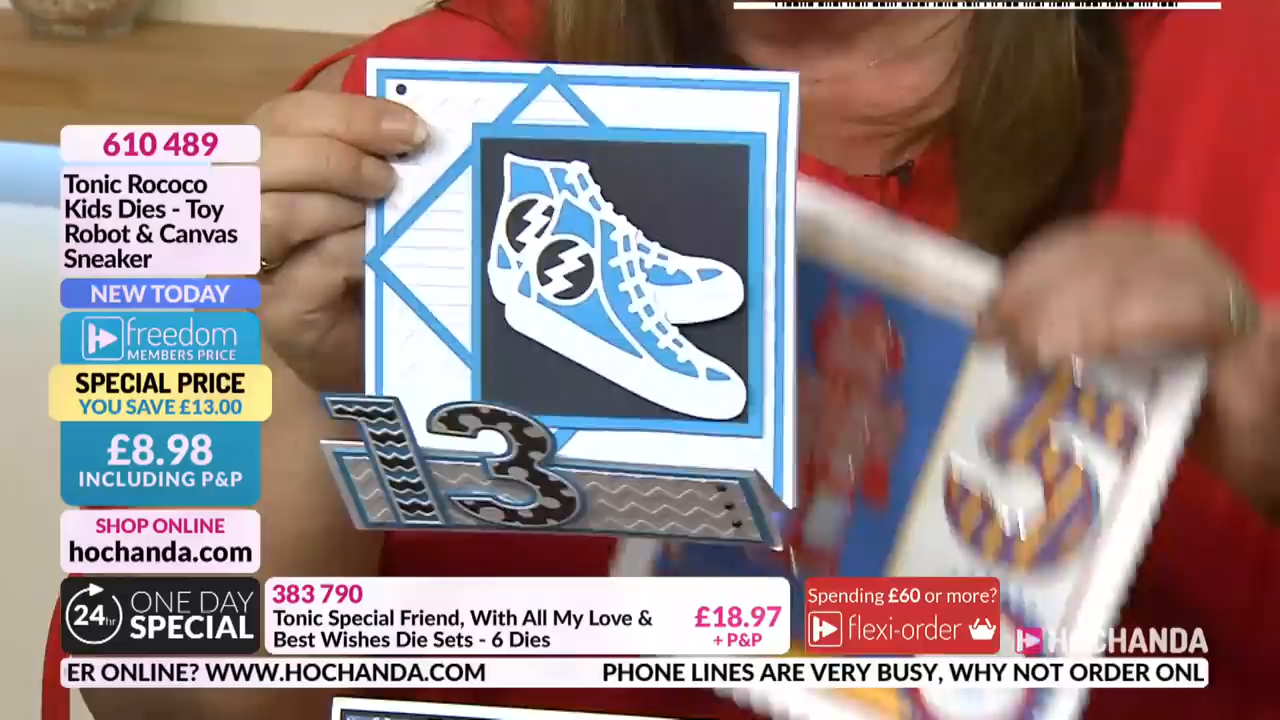 610 489
Tonic Rococo
Kids Dies - Toy
Robot & Canvas
Sneaker
NEW TODAY
freedom
MEMBERS PRICE
SPECIAL PRICE
YOU SAVE £13.00
£8.98
INCLUDING P&P
SHOP ONLINE
hochanda.com
13
24hr
ONE DAY
SPECIAL
383 790
Tonic Special Friend, With All My Love &
Best Wishes Die Sets - 6 Dies
£18.97
+ P&P
Spending £60 or more?
flexi-order
HOCHANDA
ER ONLINE? WWW.HOCHANDA.COM
PHONE LINES ARE VERY BUSY, WHY NOT ORDER ONL